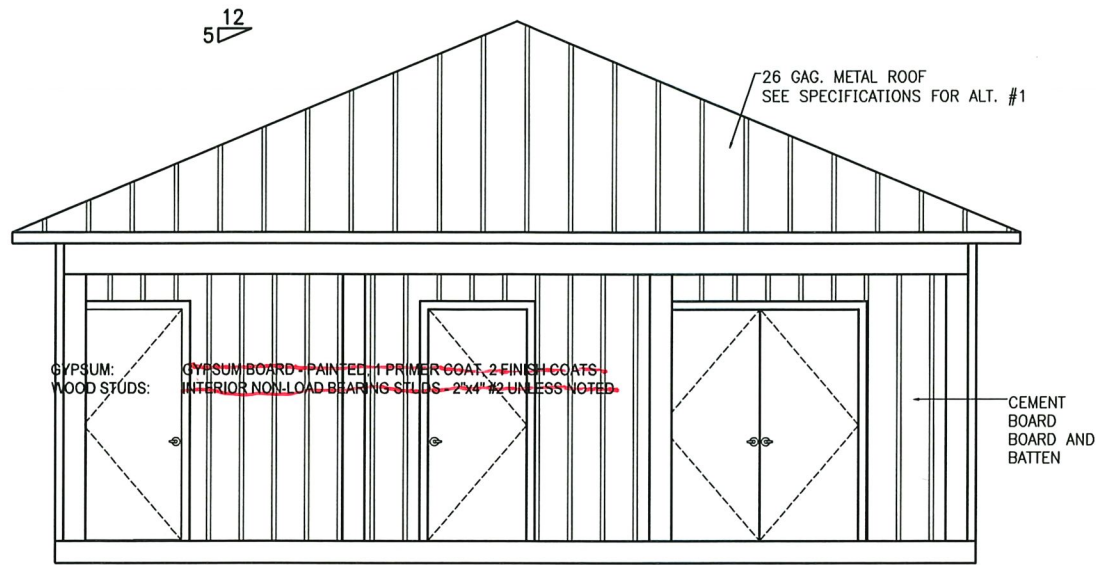 12
5
26 GAG. METAL ROOF
SEE SPECIFICATIONS FOR ALT. #1
GYPSUM: GYPSUM BOARD - PAINTED, 1 PRIMER COAT, 2 FINISH COATS
WOOD STUDS: INTERIOR NON-LOAD BEARING STUDS - 2"x4" #2 UNLESS NOTED
CEMENT
BOARD
BOARD AND
BATTEN